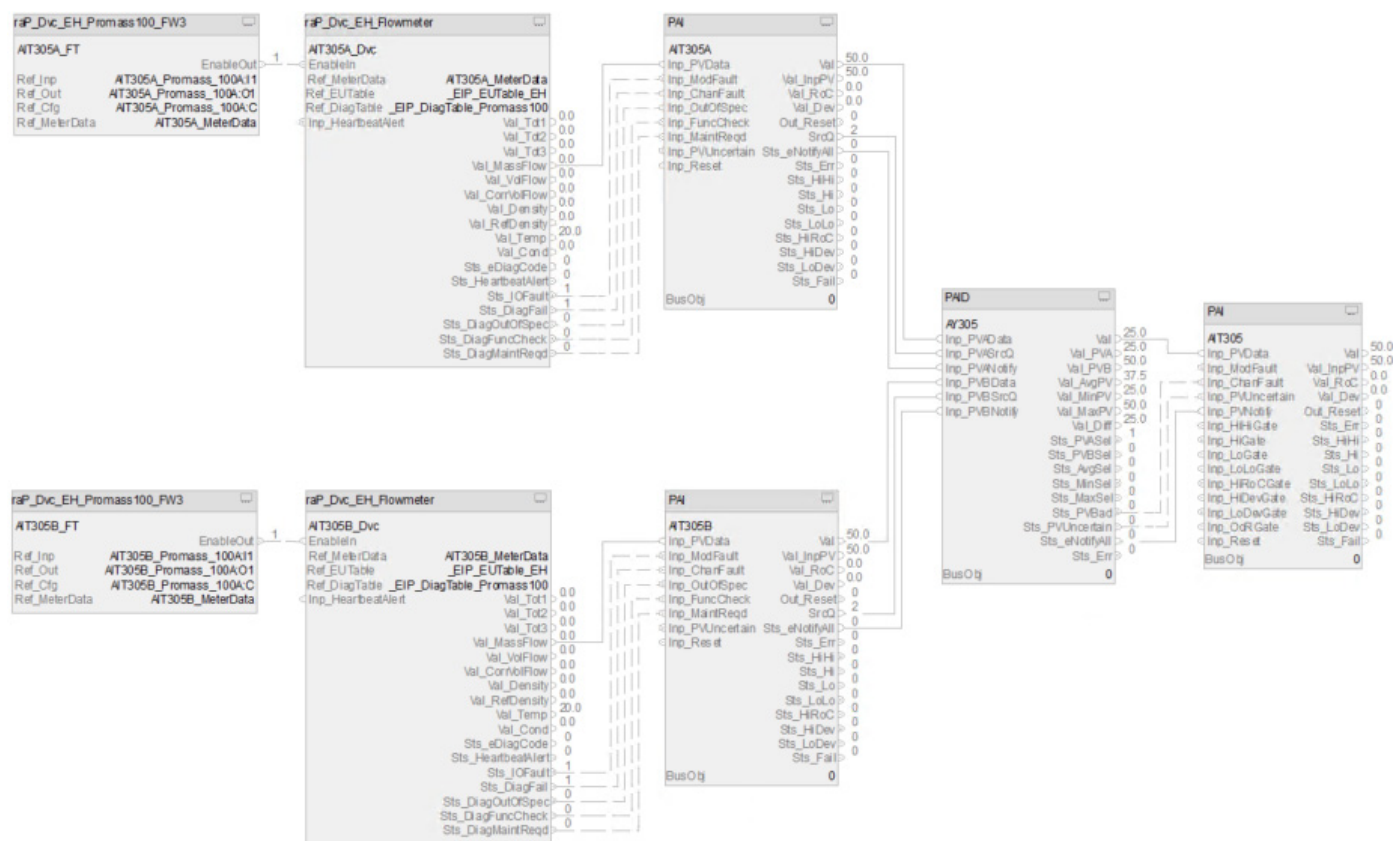 raP_Dvc_EH_Promass100_FW3
AIT305A_FT
EnableOut
1
Ref_Inp AIT305A_Promass_100A:I1
Ref_Out AIT305A_Promass_100A:O1
Ref_Cfg AIT305A_Promass_100A:C
Ref_MeterData AIT305A_MeterData
raP_Dvc_EH_Flowmeter
AIT305A_Dvc
EnableIn
Ref_MeterData AIT305A_MeterData
Ref_EUTable _EIP_EUTable_EH
Ref_DiagTable _EIP_DiagTable_Promass100
Inp_HeartbeatAlert
Val_Tot1 0.0
Val_Tot2 0.0
Val_Tot3 0.0
Val_MassFlow 0.0
Val_VolFlow 0.0
Val_CorrVolFlow 0.0
Val_Density 0.0
Val_RefDensity 0.0
Val_Temp 20.0
Val_Cond 0.0
Sts_eDiagCode 0
Sts_HeartbeatAlert 0
Sts_IOFault 1
Sts_DiagFail 1
Sts_DiagOutOfSpec 0
Sts_DiagFuncCheck 0
Sts_DiagMaintReqd 0
PAI
AIT305A
Inp_PVData Val 50.0
Inp_ModFault Val_InpPV 50.0
Inp_ChanFault Val_RoC 0.0
Inp_OutOfSpec Val_Dev 0.0
Inp_FuncCheck Out_Reset 0
Inp_MaintReqd SrcQ 2
Inp_PVUncertain Sts_eNotifyAll 0
Inp_Reset Sts_Err 0
Sts_HiHi 0
Sts_Hi 0
Sts_Lo 0
Sts_LoLo 0
Sts_HiRoC 0
Sts_HiDev 0
Sts_LoDev 0
Sts_Fail 0
BusObj 0
PAID
AY305
Inp_PVAData Val 25.0
Inp_PVASrcQ Val_PVA 25.0
Inp_PVANotify Val_PVB 50.0
Inp_PVBData Val_AvgPV 37.5
Inp_PVBSrcQ Val_MinPV 25.0
Inp_PVBNotify Val_MaxPV 50.0
Val_Diff 25.0
Sts_PVASel 1
Sts_PVBSel 0
Sts_AvgSel 0
Sts_MinSel 0
Sts_MaxSel 0
Sts_PVBad 0
Sts_PVUncertain 0
Sts_eNotifyAll 0
Sts_Err 0
BusObj 0
PAI
AIT305
Inp_PVData Val 50.0
Inp_ModFault Val_InpPV 50.0
Inp_ChanFault Val_RoC 0.0
Inp_PVUncertain Val_Dev 0.0
Inp_PVNotify Out_Reset 0
Inp_HiHiGate Sts_Err 0
Inp_HiGate Sts_HiHi 0
Inp_LoGate Sts_Hi 0
Inp_LoLoGate Sts_Lo 0
Inp_HiRoCGate Sts_LoLo 0
Inp_HiDevGate Sts_HiRoC 0
Inp_LoDevGate Sts_HiDev 0
Inp_OoRGate Sts_LoDev 0
Inp_Reset Sts_Fail 0
BusObj 0
raP_Dvc_EH_Promass100_FW3
AIT305B_FT
EnableOut
1
Ref_Inp AIT305B_Promass_100A:I1
Ref_Out AIT305B_Promass_100A:O1
Ref_Cfg AIT305B_Promass_100A:C
Ref_MeterData AIT305B_MeterData
raP_Dvc_EH_Flowmeter
AIT305B_Dvc
EnableIn
Ref_MeterData AIT305B_MeterData
Ref_EUTable _EIP_EUTable_EH
Ref_DiagTable _EIP_DiagTable_Promass100
Inp_HeartbeatAlert
Val_Tot1 0.0
Val_Tot2 0.0
Val_Tot3 0.0
Val_MassFlow 0.0
Val_VolFlow 0.0
Val_CorrVolFlow 0.0
Val_Density 0.0
Val_RefDensity 0.0
Val_Temp 20.0
Val_Cond 0.0
Sts_eDiagCode 0
Sts_HeartbeatAlert 0
Sts_IOFault 1
Sts_DiagFail 1
Sts_DiagOutOfSpec 0
Sts_DiagFuncCheck 0
Sts_DiagMaintReqd 0
PAI
AIT305B
Inp_PVData Val 50.0
Inp_ModFault Val_InpPV 50.0
Inp_ChanFault Val_RoC 0.0
Inp_OutOfSpec Val_Dev 0.0
Inp_FuncCheck Out_Reset 0
Inp_MaintReqd SrcQ 2
Inp_PVUncertain Sts_eNotifyAll 0
Inp_Reset Sts_Err 0
Sts_HiHi 0
Sts_Hi 0
Sts_Lo 0
Sts_LoLo 0
Sts_HiRoC 0
Sts_HiDev 0
Sts_LoDev 0
Sts_Fail 0
BusObj 0